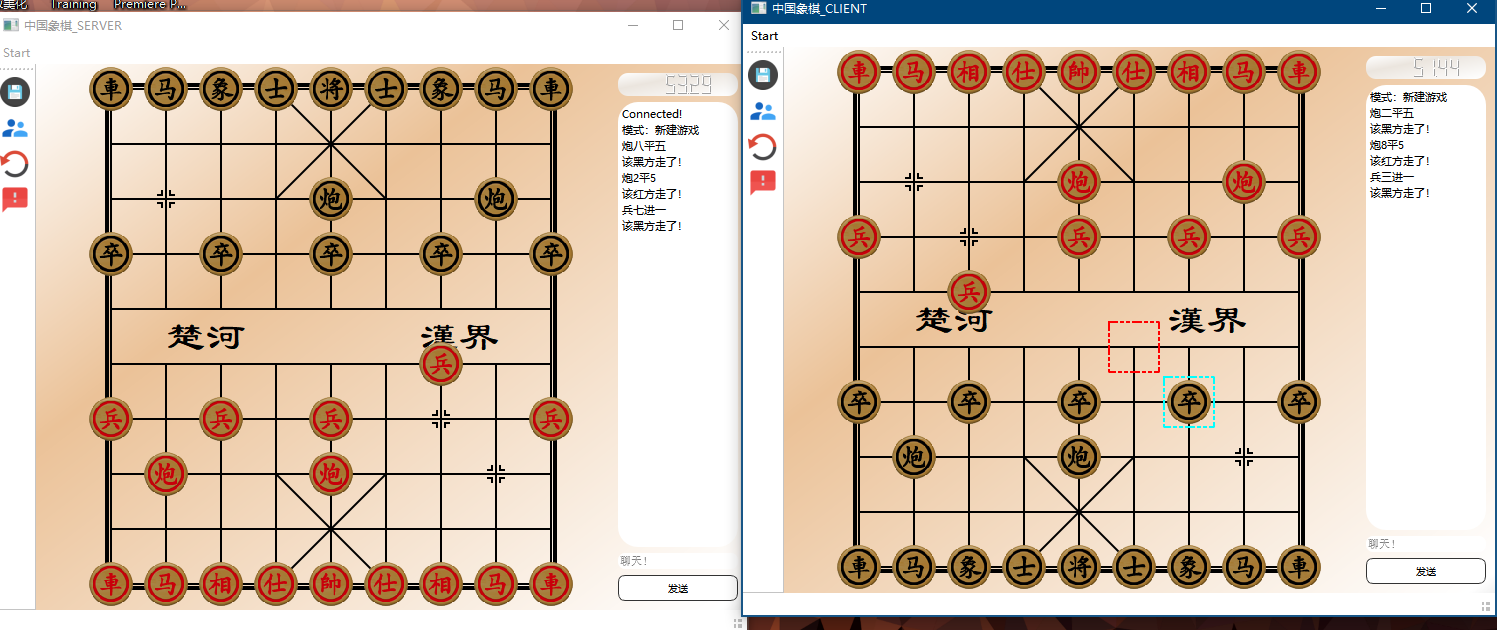 Training Premiere P...
中国象棋_SERVER
Start
車 马 象 士 将 士 象 马 車
炮 炮
卒 卒 卒 卒 卒
楚河 漢界
兵
兵 兵 兵 兵
炮 炮
車 马 相 仕 帥 仕 相 马 車
5329
Connected!
模式：新建游戏
炮八平五
该黑方走了!
炮2平5
该红方走了!
兵七进一
该黑方走了!
聊天!
发送
中国象棋_CLIENT
Start
車 马 相 仕 帥 仕 相 马 車
炮 炮
兵 兵 兵 兵
兵
楚河 漢界
卒 卒 卒 卒 卒
炮 炮
車 马 象 士 将 士 象 马 車
5144
模式：新建游戏
炮二平五
该黑方走了!
炮8平5
该红方走了!
兵三进一
该黑方走了!
聊天!
发送